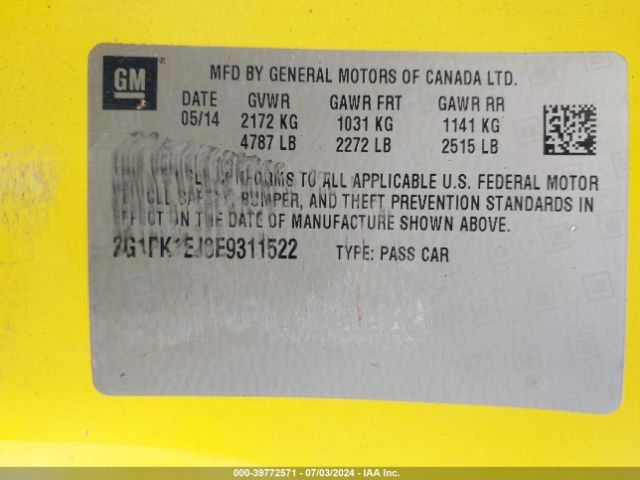 GM
MFD BY GENERAL MOTORS OF CANADA LTD.
DATE GVWR GAWR FRT GAWR RR
05/14 2172 KG 1031 KG 1141 KG
4787 LB 2272 LB 2515 LB
TO ALL APPLICABLE U.S. FEDERAL MOTOR
BUMPER, AND THEFT PREVENTION STANDARDS IN
EFFECT ON THE DATE OF MANUFACTURE SHOWN ABOVE.
TYPE: PASS CAR
000-39772571 - 07/03/2024 - IAA Inc.